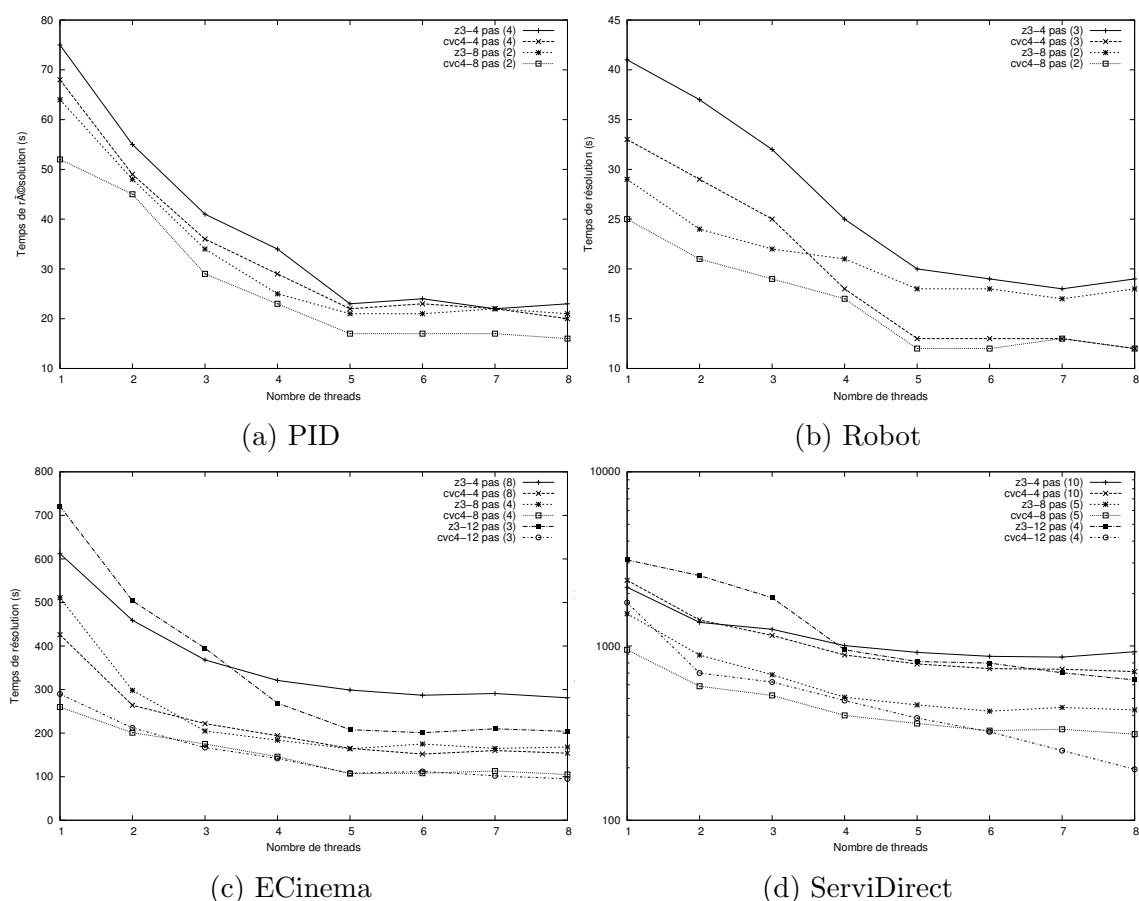 80
70
60
50
40
30
20
10
1 2 3 4 5 6 7 8
Temps de rÃ©solution (s)
Nombre de threads
z3-4 pas (4)
cvc4-4 pas (4)
z3-8 pas (2)
cvc4-8 pas (2)
(a) PID
45
40
35
30
25
20
15
10
1 2 3 4 5 6 7 8
Temps de résolution (s)
Nombre de threads
z3-4 pas (3)
cvc4-4 pas (3)
z3-8 pas (2)
cvc4-8 pas (2)
(b) Robot
800
700
600
500
400
300
200
100
0
1 2 3 4 5 6 7 8
Temps de résolution (s)
Nombre de threads
z3-4 pas (8)
cvc4-4 pas (8)
z3-8 pas (4)
cvc4-8 pas (4)
z3-12 pas (3)
cvc4-12 pas (3)
(c) ECinema
10000
1000
100
1 2 3 4 5 6 7 8
Nombre de threads
z3-4 pas (10)
cvc4-4 pas (10)
z3-8 pas (5)
cvc4-8 pas (5)
z3-12 pas (4)
cvc4-12 pas (4)
(d) ServiDirect